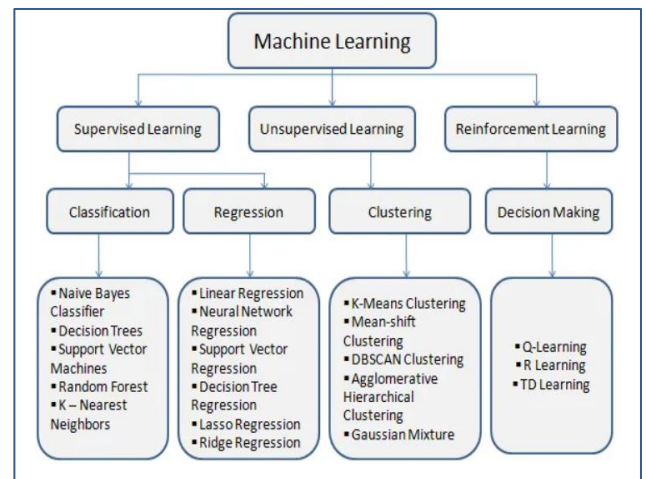 Machine Learning
Supervised Learning
Unsupervised Learning
Reinforcement Learning
Classification
Regression
Clustering
Decision Making
▪ Naive Bayes
Classifier
▪ Decision Trees
▪ Support Vector
Machines
▪ Random Forest
▪ K – Nearest
Neighbors
▪ Linear Regression
▪ Neural Network
Regression
▪ Support Vector
Regression
▪ Decision Tree
Regression
▪ Lasso Regression
▪ Ridge Regression
▪ K-Means Clustering
▪ Mean-shift
Clustering
▪ DBSCAN Clustering
▪ Agglomerative
Hierarchical
Clustering
▪ Gaussian Mixture
▪ Q-Learning
▪ R Learning
▪ TD Learning